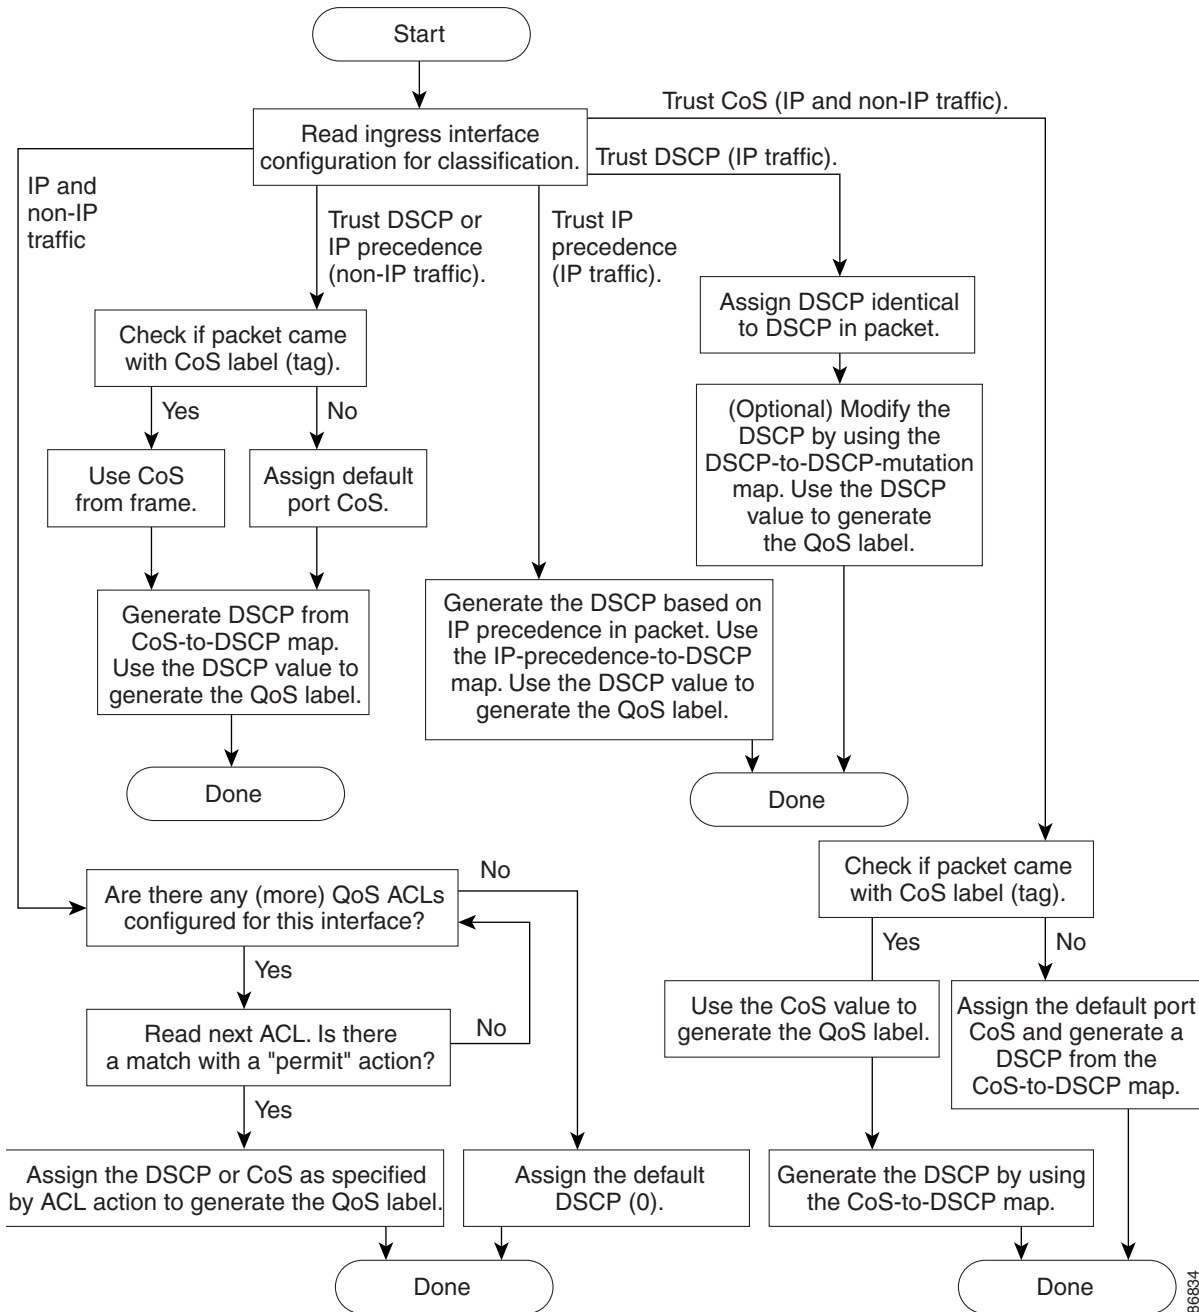 Start
Trust CoS (IP and non-IP traffic).
Read ingress interface
configuration for classification.
Trust DSCP (IP traffic).
IP and
non-IP
traffic
Trust DSCP or
IP precedence
(non-IP traffic).
Trust IP
precedence
(IP traffic).
Assign DSCP identical
to DSCP in packet.
Check if packet came
with CoS label (tag).
(Optional) Modify the
DSCP by using the
DSCP-to-DSCP-mutation
map. Use the DSCP
value to generate
the QoS label.
Yes
No
Use CoS
from frame.
Assign default
port CoS.
Generate DSCP from
CoS-to-DSCP map.
Use the DSCP value to
generate the QoS label.
Generate the DSCP based on
IP precedence in packet. Use
the IP-precedence-to-DSCP
map. Use the DSCP value to
generate the QoS label.
Done
Done
Are there any (more) QoS ACLs
configured for this interface?
No
Check if packet came
with CoS label (tag).
Yes
Yes
No
Read next ACL. Is there
a match with a "permit" action?
No
Use the CoS value to
generate the QoS label.
Assign the default port
CoS and generate a
DSCP from the
CoS-to-DSCP map.
Yes
Assign the DSCP or CoS as specified
by ACL action to generate the QoS label.
Assign the default
DSCP (0).
Generate the DSCP by using
the CoS-to-DSCP map.
Done
Done
86834